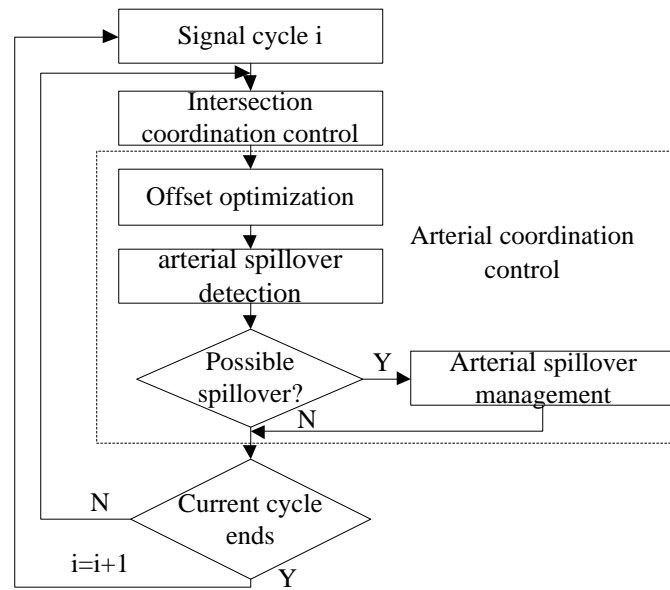 Signal cycle i
Intersection
coordination control
Offset optimization
Arterial coordination
control
arterial spillover
detection
Possible
spillover?
Y
Arterial spillover
management
N
Current cycle
ends
N
i=i+1
Y